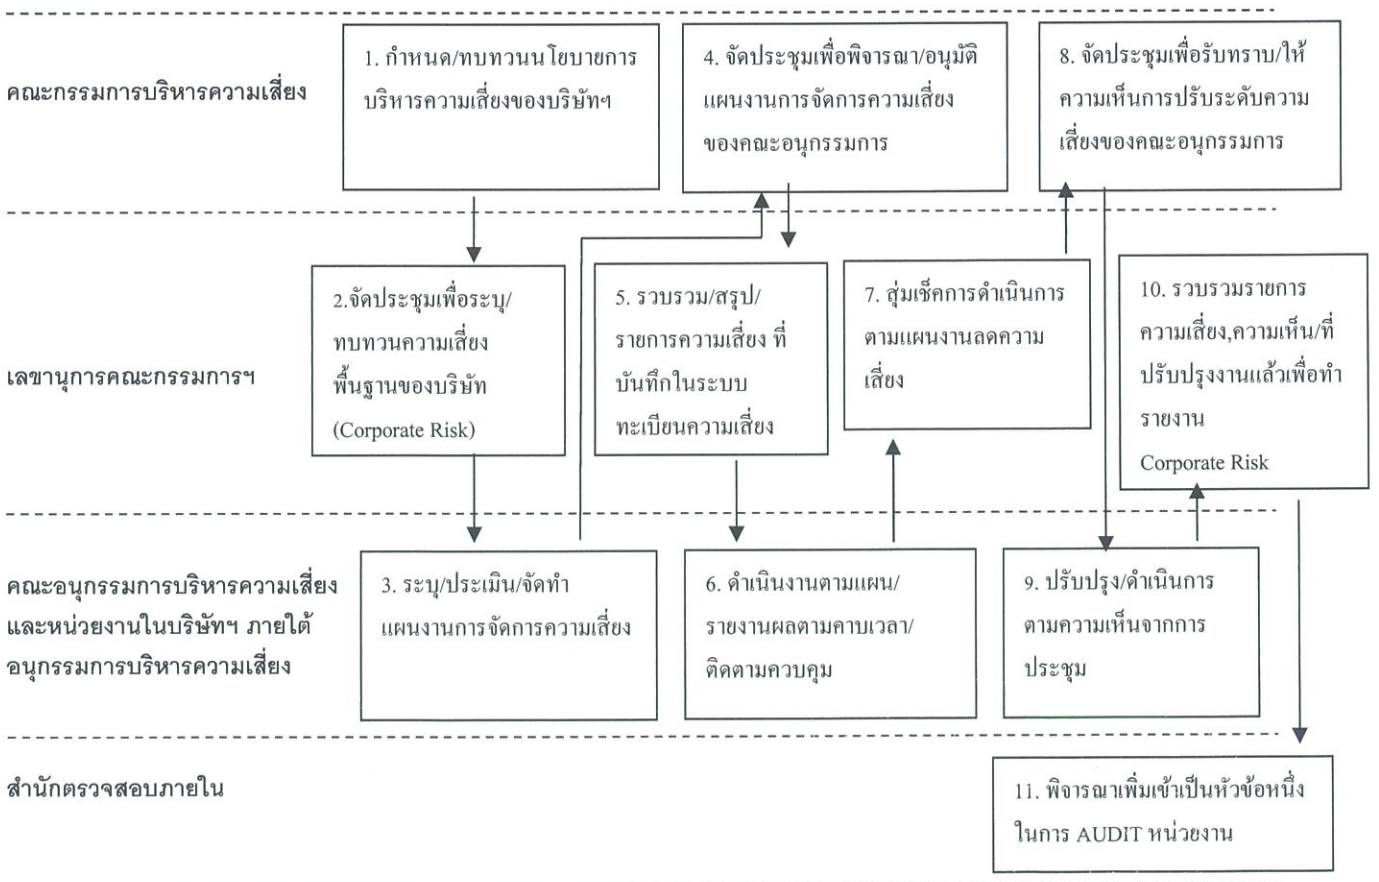 คณะกรรมการบริหารความเสี่ยง
1. กำหนด/ทบทวนนโยบายการ
บริหารความเสี่ยงของบริษัทฯ
4. จัดประชุมเพื่อพิจารณา/อนุมัติ
แผนงานการจัดการความเสี่ยง
ของคณะอนุกรรมการ
8. จัดประชุมเพื่อรับทราบ/ให้
ความเห็นการปรับระดับความ
เสี่ยงของคณะอนุกรรมการ
เลขานุการคณะกรรมการฯ
2.จัดประชุมเพื่อระบุ/
ทบทวนความเสี่ยง
พื้นฐานของบริษัท
(Corporate Risk)
5. รวบรวม/สรุป/
รายการความเสี่ยง ที่
บันทึกในระบบ
ทะเบียนความเสี่ยง
7. สุ่มเช็คการดำเนินการ
ตามแผนงานลดความ
เสี่ยง
10. รวบรวมรายการ
ความเสี่ยง,ความเห็น/ที่
ปรับปรุงงานแล้วเพื่อทำ
รายงาน
Corporate Risk
คณะอนุกรรมการบริหารความเสี่ยง
และหน่วยงานในบริษัทฯ ภายใต้
อนุกรรมการบริหารความเสี่ยง
3. ระบุ/ประเมิน/จัดทำ
แผนงานการจัดการความเสี่ยง
6. ดำเนินงานตามแผน/
รายงานผลตามคาบเวลา/
ติดตามควบคุม
9. ปรับปรุง/ดำเนินการ
ตามความเห็นจากการ
ประชุม
สำนักตรวจสอบภายใน
11. พิจารณาเพิ่มเข้าเป็นหัวข้อหนึ่ง
ในการ AUDIT หน่วยงาน